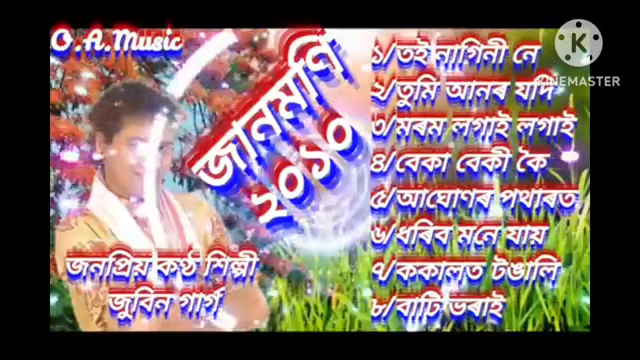 O.A.Music
জানমণি
২০১০
১/তই নাগিনী নে
২/তুমি আনৰ যদি
৩/মৰম লগাই লগাই
৪/বেকা বেকী কৈ
৫/আঘোণৰ পথাৰত
৬/ধৰিব মনে যায়
৭/ককালত টঙালি
৮/বাটি ভৰাই
জনপ্ৰিয় কণ্ঠ শিল্পী
জুবিন গাৰ্গ
KINEMASTER